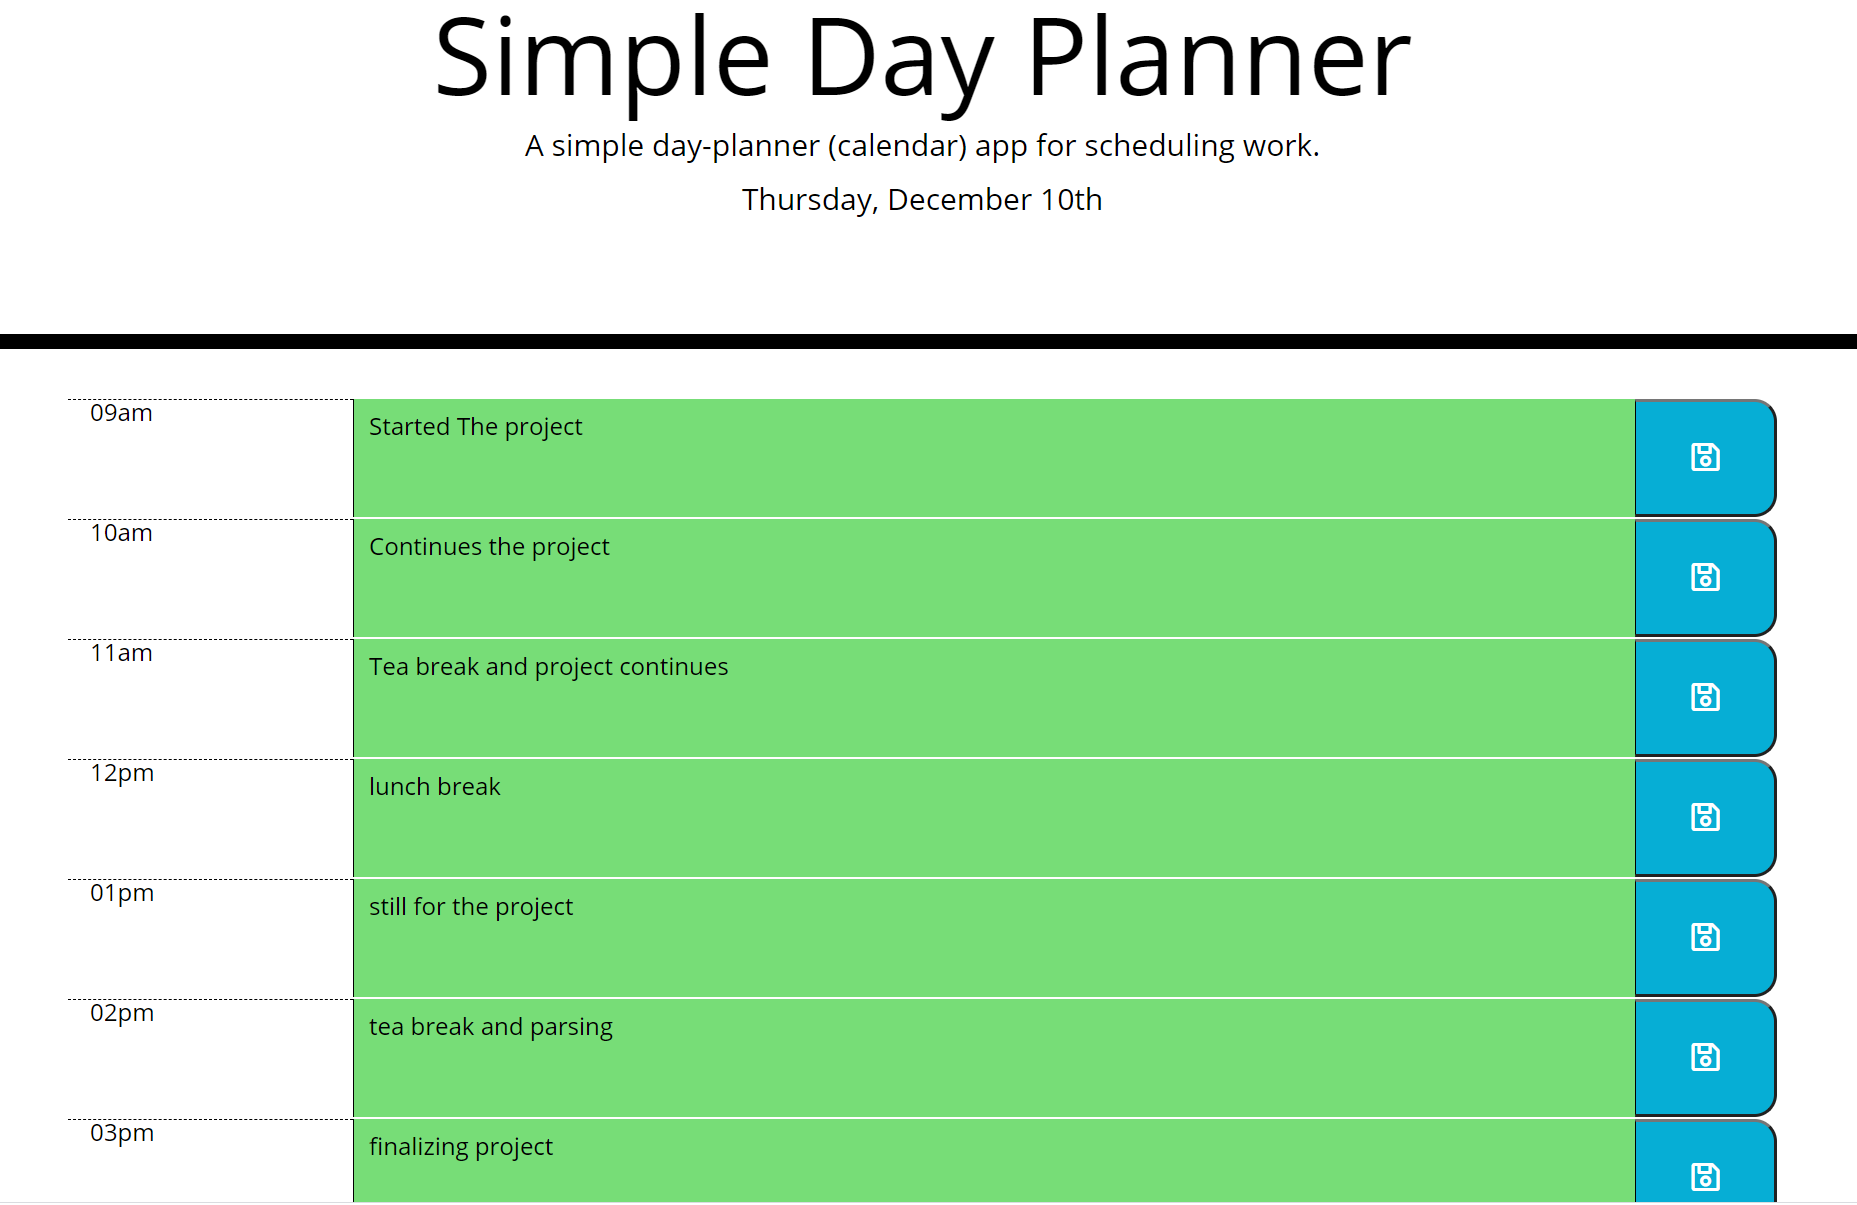 Simple Day Planner
A simple day-planner (calendar) app for scheduling work.
Thursday, December 10th
09am
Started The project
10am
Continues the project
11am
Tea break and project continues
12pm
lunch break
01pm
still for the project
02pm
tea break and parsing
03pm
finalizing project